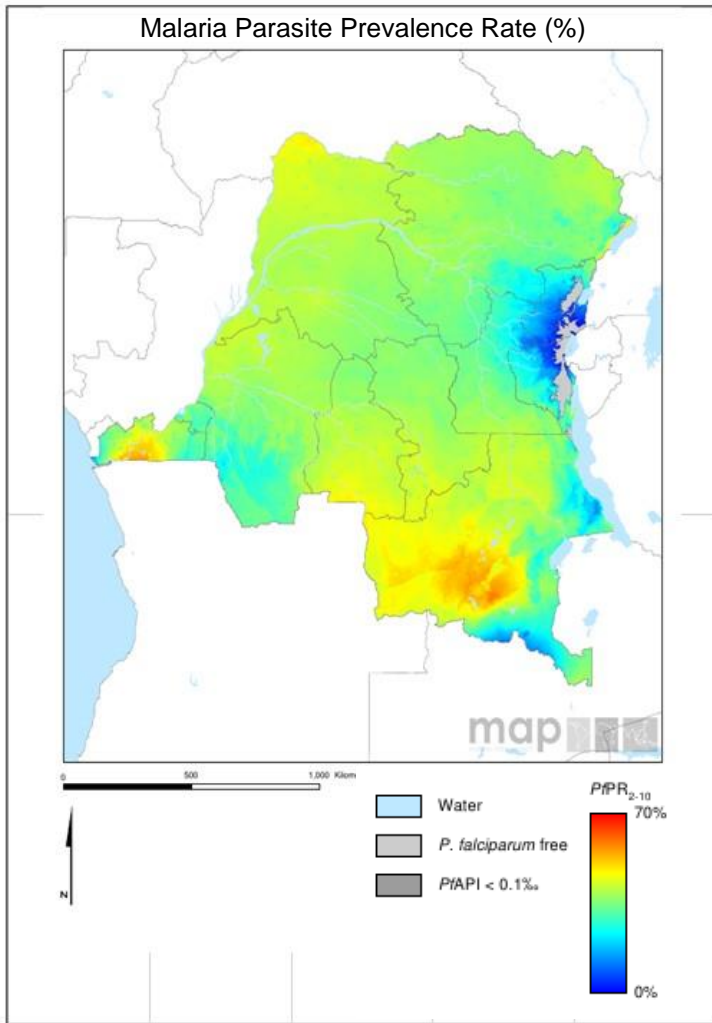 Malaria Parasite Prevalence Rate (%)
map
0 500 1,000 Kilom
N
Water
P. falciparum free
PfAPI < 0.1‰
PfPR2-10
70%
0%